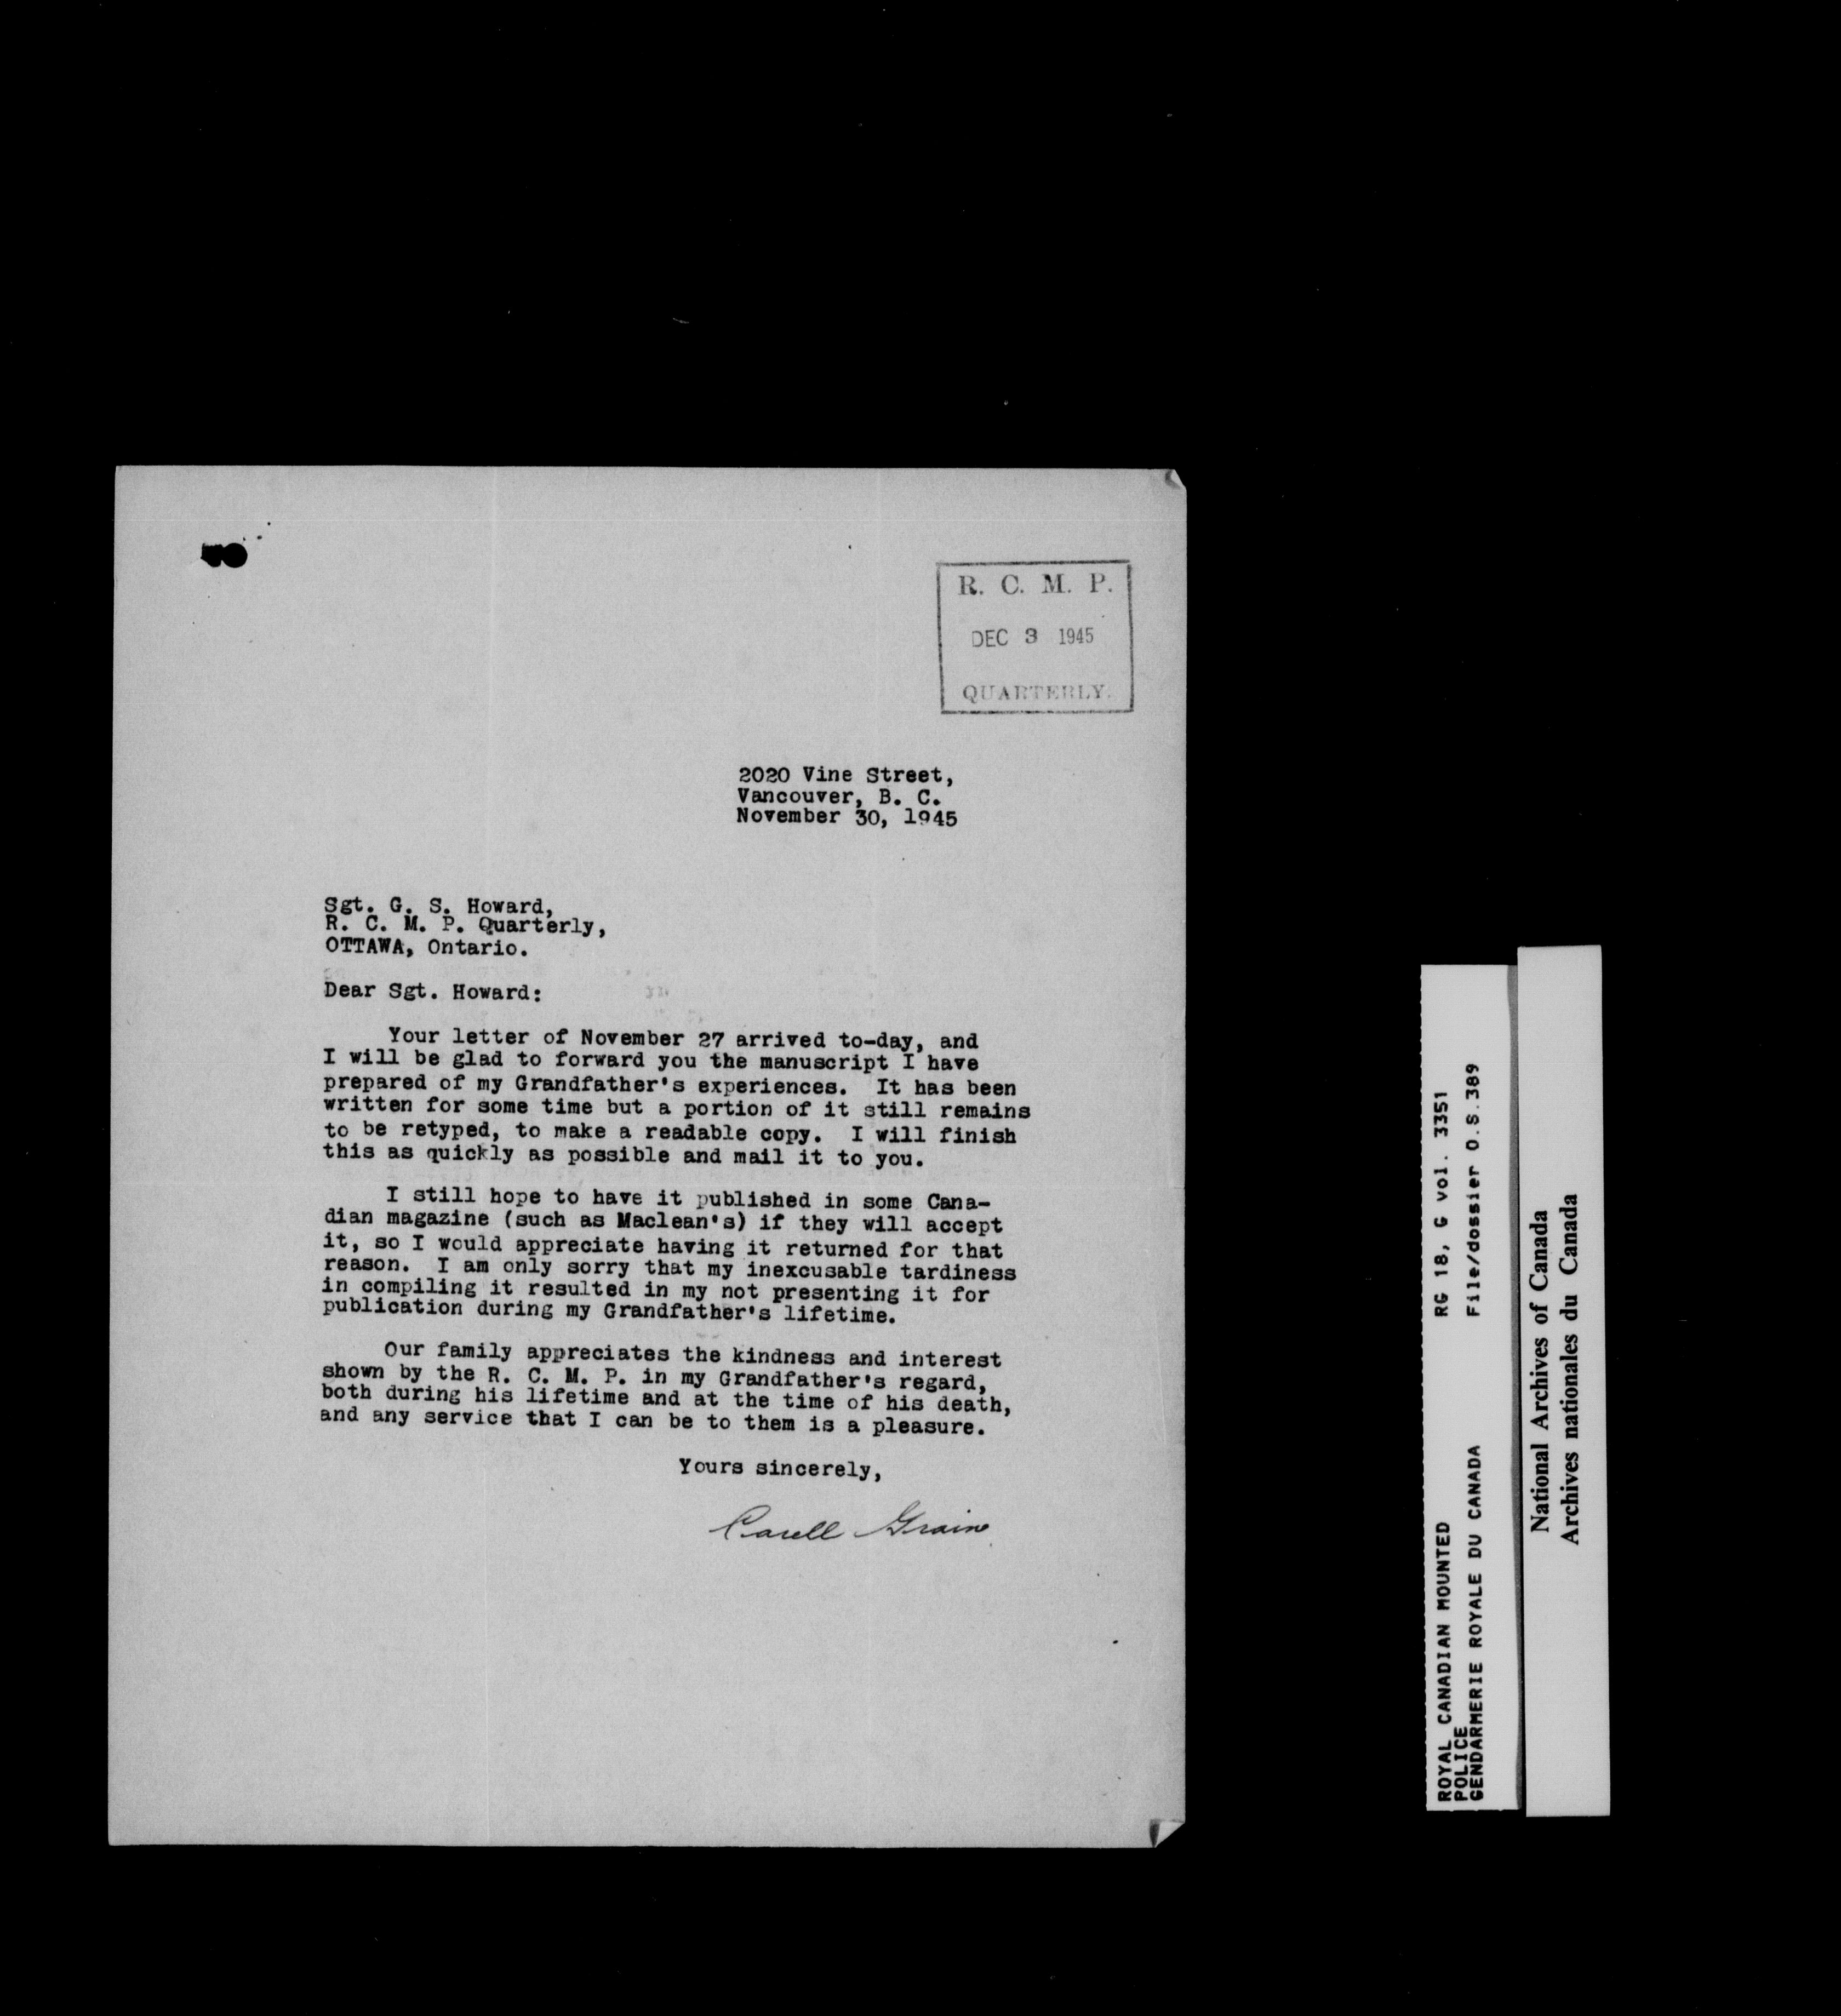 R. C. M. P.
DEC 3 1945
QUARTERLY.
2020 Vine Street,
Vancouver, B. C.
November 30, 1945
Sgt. G. S. Howard,
R. C. M. P. Quarterly,
OTTAWA, Ontario.
Dear Sgt. Howard:
Your letter of November 27 arrived to-day, and
I will be glad to forward you the manuscript I have
prepared of my Grandfather's experiences. It has been
written for some time but a portion of it still remains
to be retyped, to make a readable copy. I will finish
this as quickly as possible and mail it to you.
I still hope to have it published in some Cana-
dian magazine (such as Maclean's) if they will accept
it, so I would appreciate having it returned for that
reason. I am only sorry that my inexcusable tardiness
in compiling it resulted in my not presenting it for
publication during my Grandfather's lifetime.
Our family appreciates the kindness and interest
shown by the R. C. M. P. in my Grandfather's regard,
both during his lifetime and at the time of his death,
and any service that I can be to them is a pleasure.
Yours sincerely,
ROYAL CANADIAN MOUNTED RG 18, G vol. 3351
POLICE
GENDARMERIE ROYALE DU CANADA File/dossier O.S.389
National Archives of Canada
Archives nationales du Canada